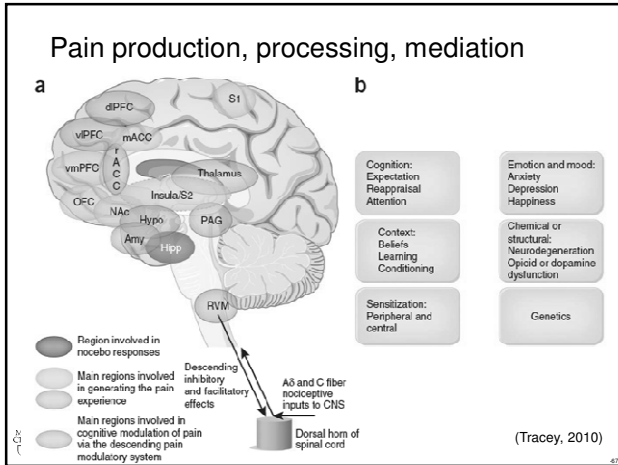 Pain production, processing, mediation
a
b
dlPFC
S1
vlPFC
mACC
r
A
C
C
vmPFC
Thalamus
OFC
Insula/S2
NAc
Hypo
PAG
Amy
Hipp
RVM
Cognition:
Expectation
Reappraisal
Attention
Emotion and mood:
Anxiety
Depression
Happiness
Context:
Beliefs
Learning
Conditioning
Chemical or
structural:
Neurodegeneration
Opioid or dopamine
dysfunction
Sensitization:
Peripheral and
central
Genetics
Region involved in
nocebo responses
Main regions involved
in generating the pain
experience
Main regions involved in
cognitive modulation of pain
via the descending pain
modulatory system
Descending
inhibitory
and facilitatory
effects
Aδ and C fiber
nociceptive
inputs to CNS
Dorsal horn of
spinal cord
(Tracey, 2010)
67